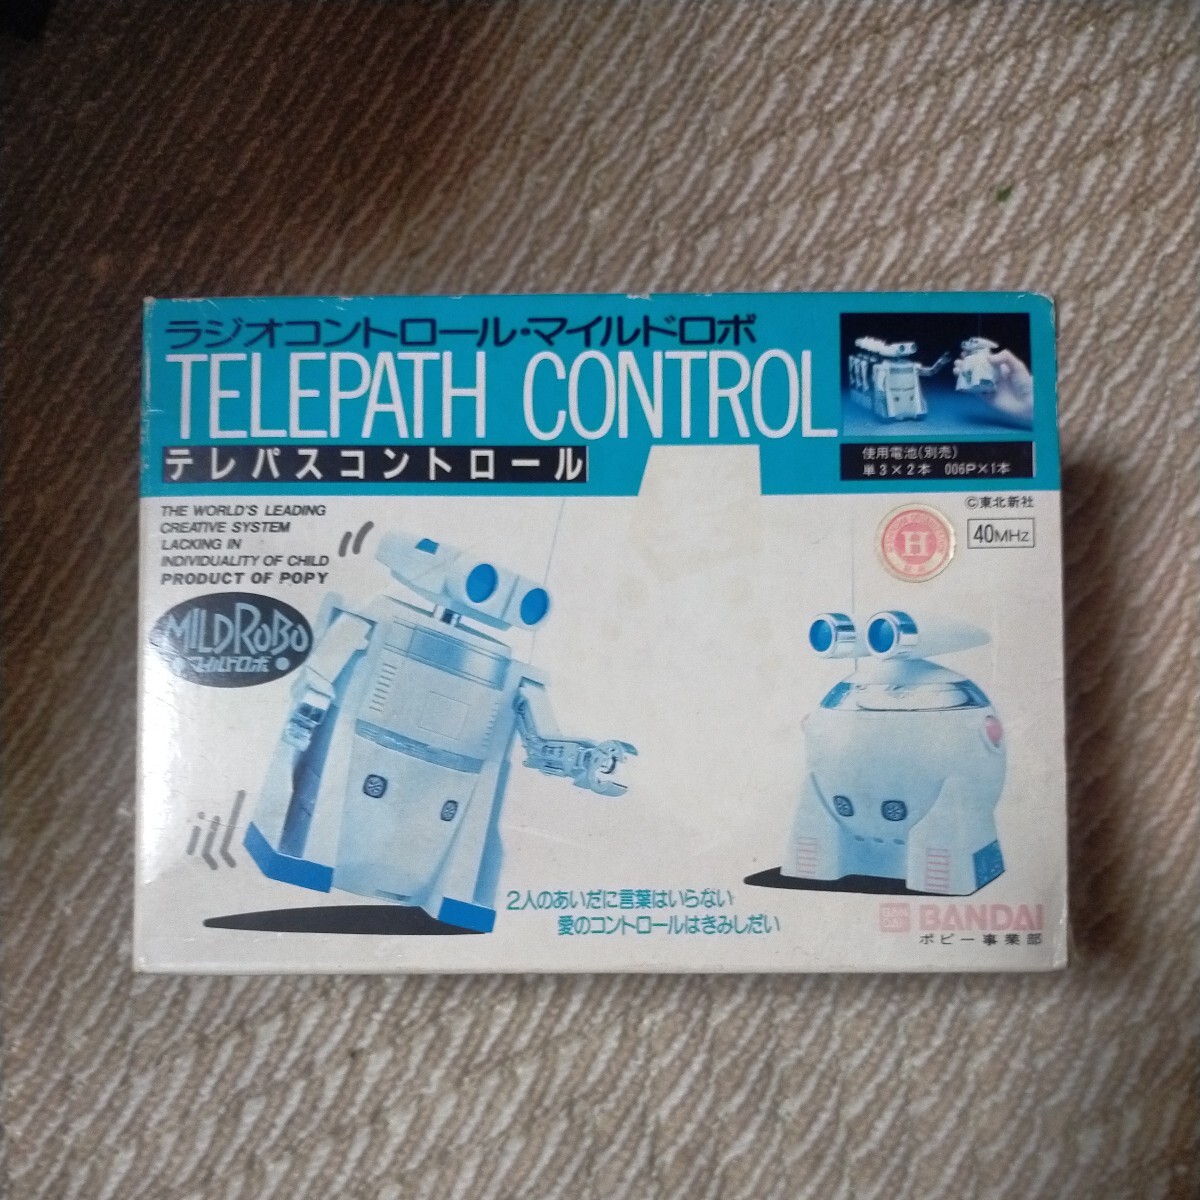 ラジオコントロール・マイルドロボ
TELEPATH CONTROL
テレパスコントロール
使用電池(別売)
単3×2本 006P×1本
©東北新社
40MHz
H
THE WORLD'S LEADING
CREATIVE SYSTEM
LACKING IN
INDIVIDUALITY OF CHILD
PRODUCT OF POPY
MILDROBO
マイルドロボ
2人のあいだに言葉はいらない
愛のコントロールはきみしだい
BAN
DAI
BANDAI
ポピー事業部